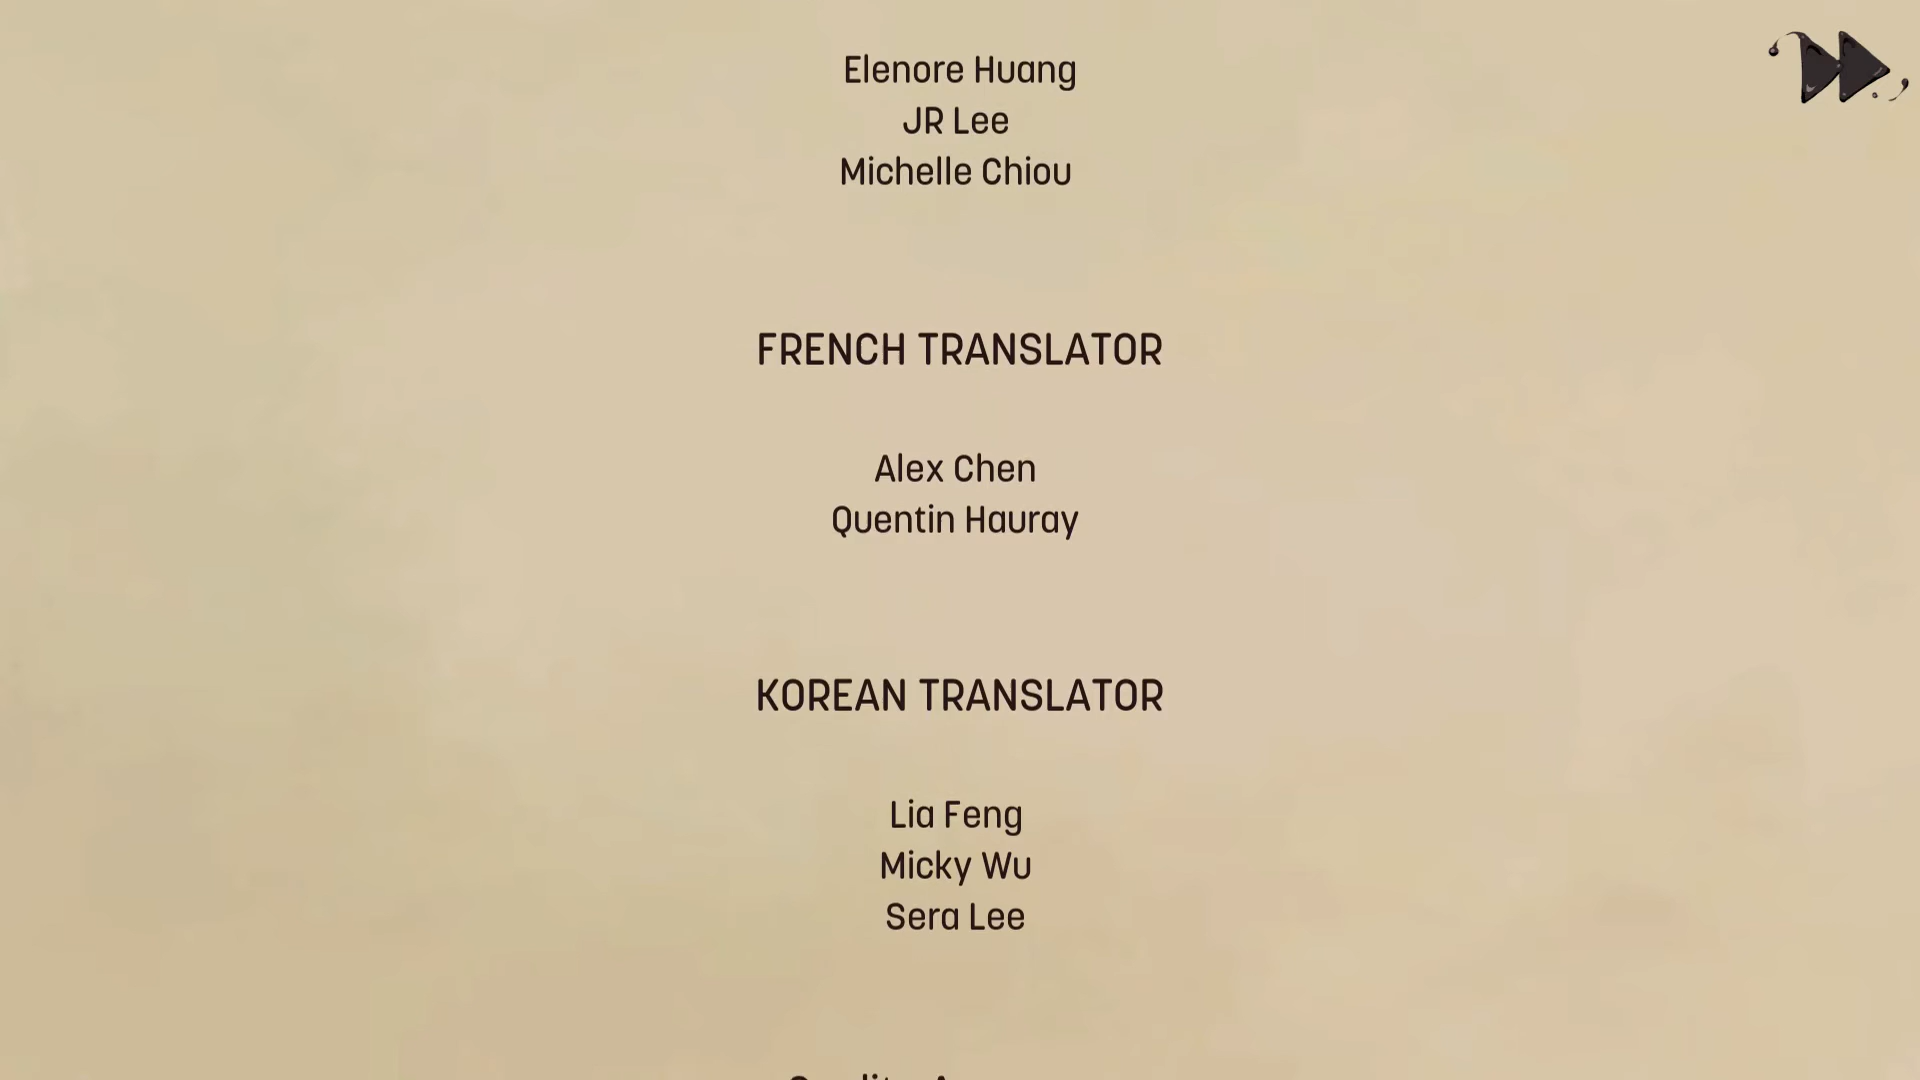 Elenore Huang
JR Lee
Michelle Chiou
FRENCH TRANSLATOR
Alex Chen
Quentin Hauray
KOREAN TRANSLATOR
Lia Feng
Micky Wu
Sera Lee